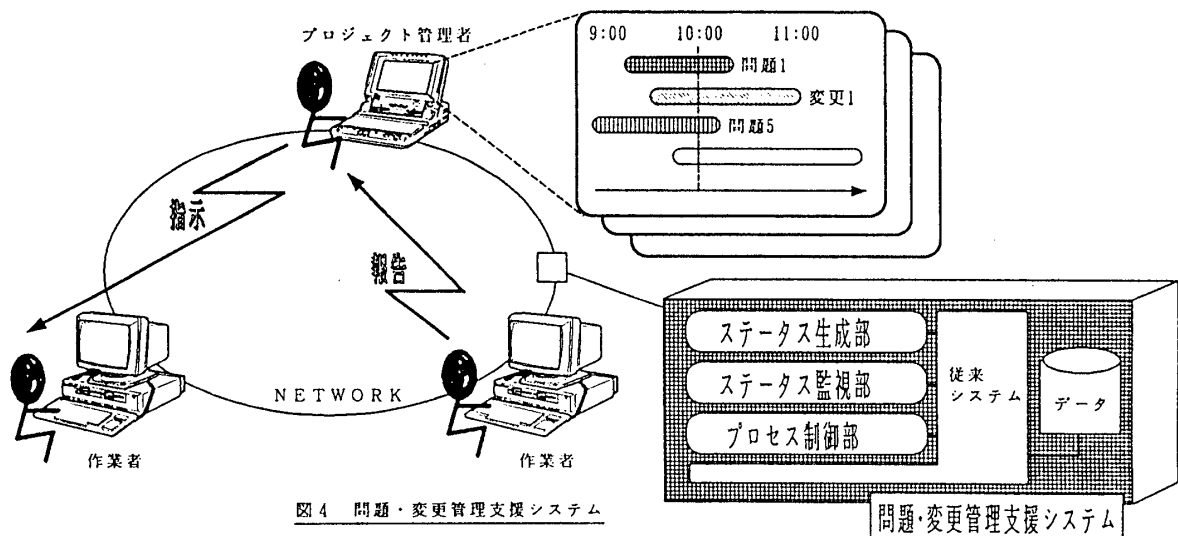 プロジェクト管理者
9:00 10:00 11:00
問題1
変更1
問題5
指示
報告
NETWORK
作業者
作業者
ステータス生成部
ステータス監視部
プロセス制御部
従来
システム
データ
問題・変更管理支援システム
図4 問題・変更管理支援システム